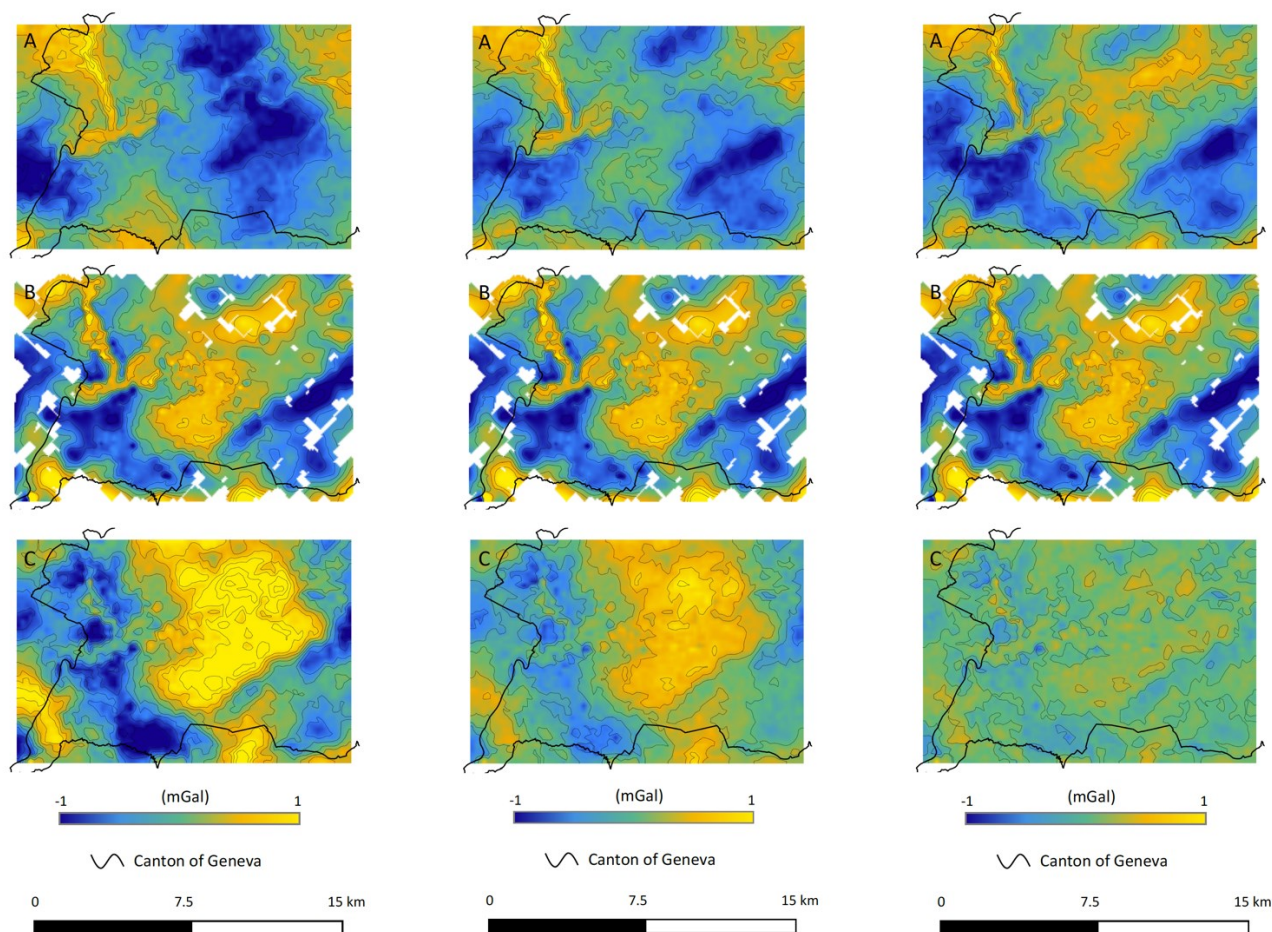 A
A
A
B
B
B
C
C
C
-1 (mGal) 1
-1 (mGal) 1
-1 (mGal) 1
Canton of Geneva
Canton of Geneva
Canton of Geneva
0 7.5 15 km
0 7.5 15 km
0 7.5 15 km